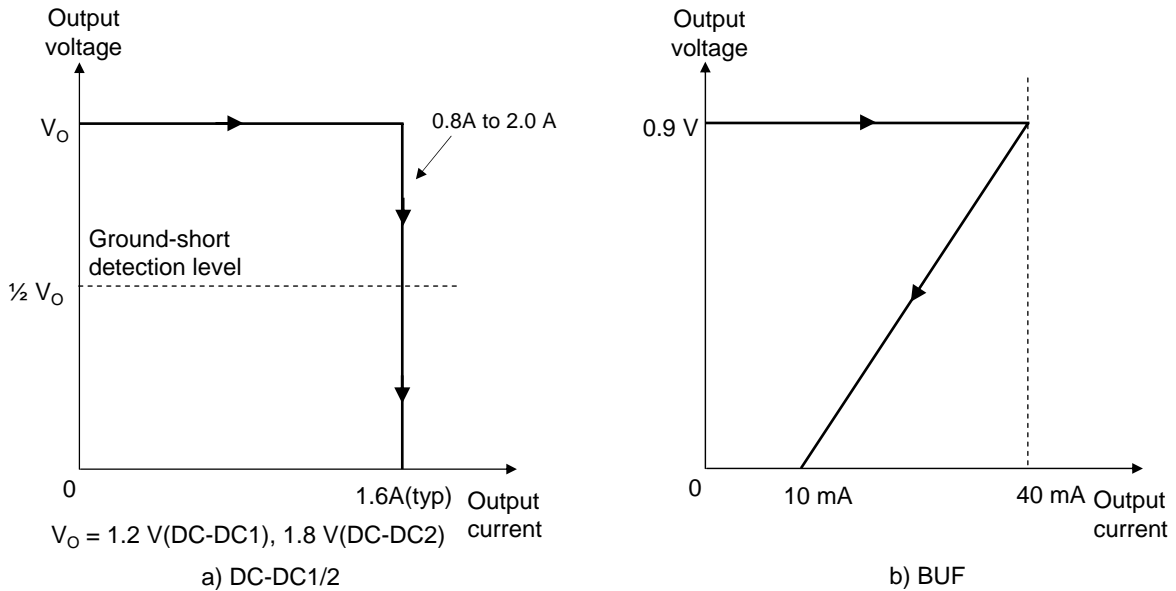 Output
voltage
V_O
0.8A to 2.0 A
Ground-short
detection level
½ V_O
0
1.6A(typ)
Output
current
V_O = 1.2 V(DC-DC1), 1.8 V(DC-DC2)
a) DC-DC1/2
Output
voltage
0.9 V
0
10 mA
40 mA
Output
current
b) BUF